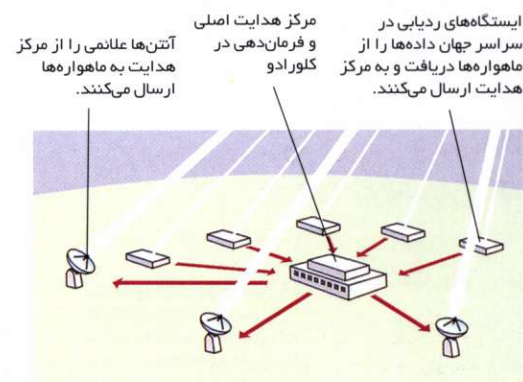 ایستگاه‌های ردیابی در
سراسر جهان داده‌ها را از
ماهواره‌ها دریافت و به مرکز
هدایت ارسال می‌کنند.
مرکز هدایت اصلی
و فرمان‌دهی در
کلورادو
آنتن‌ها علائمی را از مرکز
هدایت به ماهواره‌ها
ارسال می‌کنند.